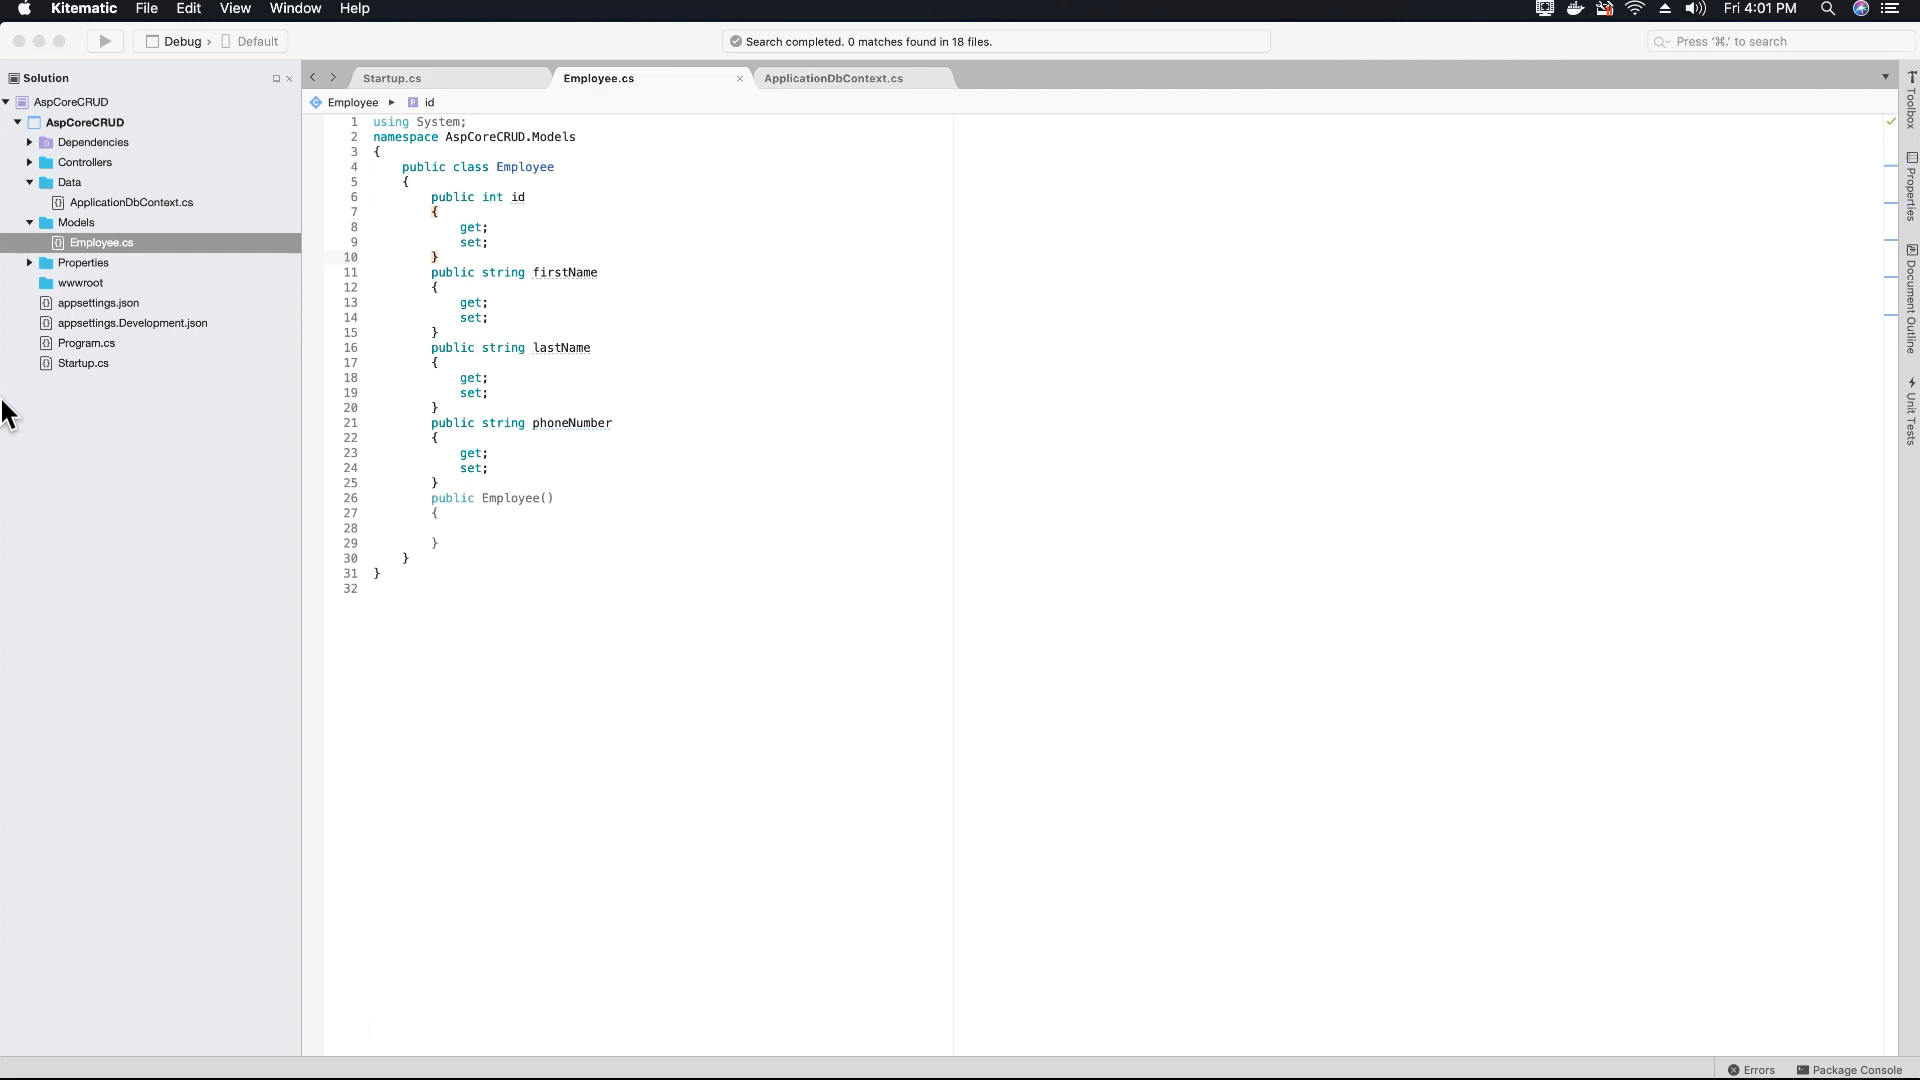 Kitematic File Edit View Window Help Fri 4:01 PM
Debug › Default Search completed. 0 matches found in 18 files. Press '⌘.' to search
Solution
AspCoreCRUD
AspCoreCRUD
Dependencies
Controllers
Data
ApplicationDbContext.cs
Models
Employee.cs
Properties
wwwroot
appsettings.json
appsettings.Development.json
Program.cs
Startup.cs
Startup.cs Employee.cs ApplicationDbContext.cs
Employee ▸ P id
1 using System;
2 namespace AspCoreCRUD.Models
3 {
4 public class Employee
5 {
6 public int id
7 {
8 get;
9 set;
10 }
11 public string firstName
12 {
13 get;
14 set;
15 }
16 public string lastName
17 {
18 get;
19 set;
20 }
21 public string phoneNumber
22 {
23 get;
24 set;
25 }
26 public Employee()
27 {
28
29 }
30 }
31 }
32
Toolbox
Properties
Document Outline
Unit Tests
Errors Package Console